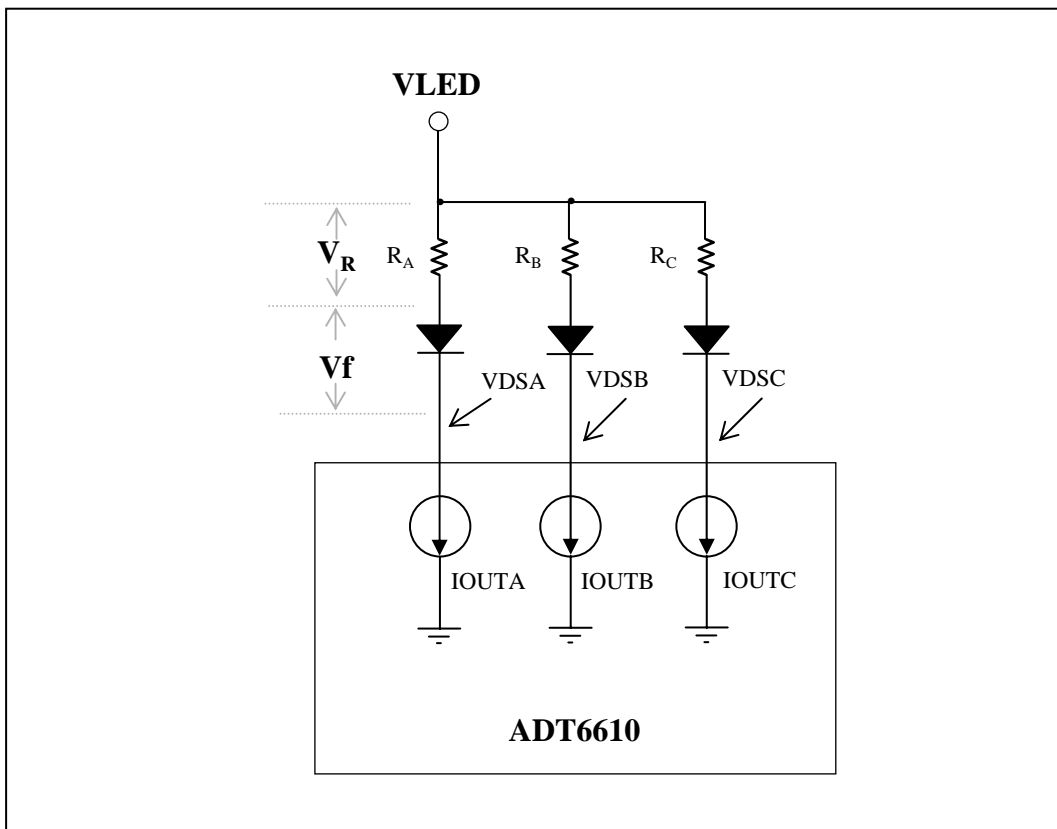 VLED
VR
RA
RB
RC
Vf
VDSA
VDSB
VDSC
IOUTA
IOUTB
IOUTC
ADT6610